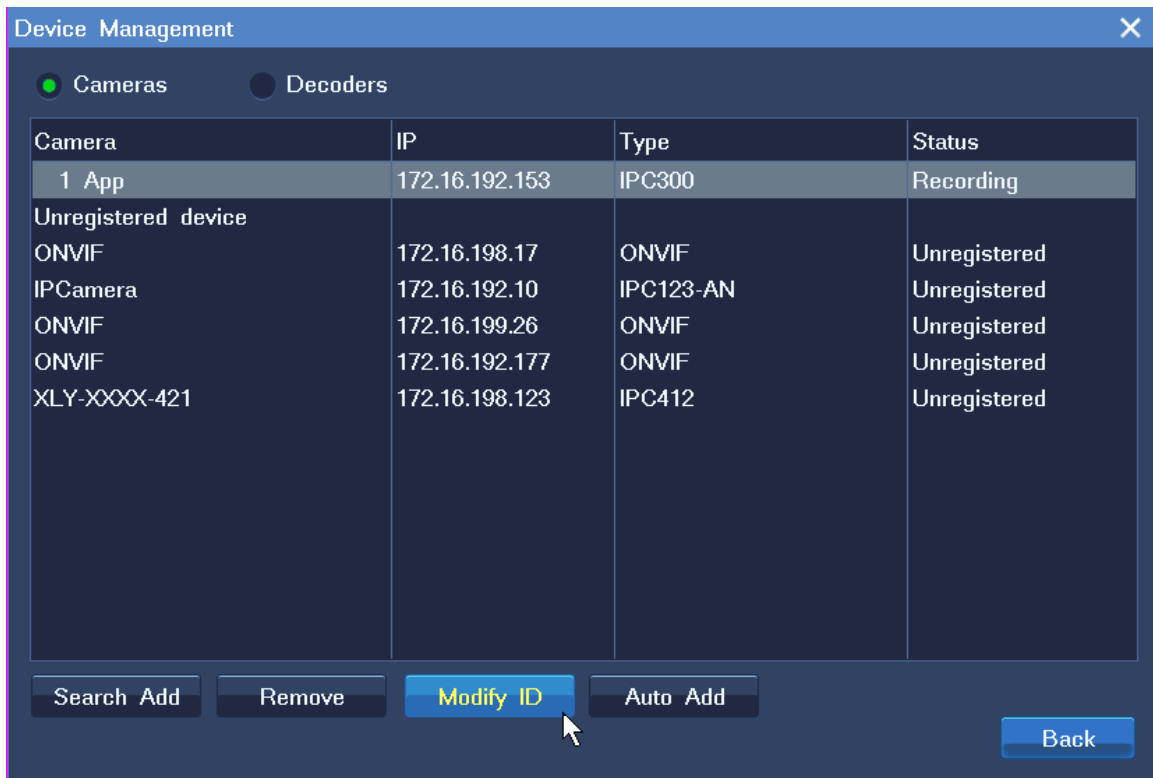 Device Management
Cameras Decoders
Camera IP Type Status
1 App 172.16.192.153 IPC300 Recording
Unregistered device
ONVIF 172.16.198.17 ONVIF Unregistered
IPCamera 172.16.192.10 IPC123-AN Unregistered
ONVIF 172.16.199.26 ONVIF Unregistered
ONVIF 172.16.192.177 ONVIF Unregistered
XLY-XXXX-421 172.16.198.123 IPC412 Unregistered
Search Add Remove Modify ID Auto Add
Back